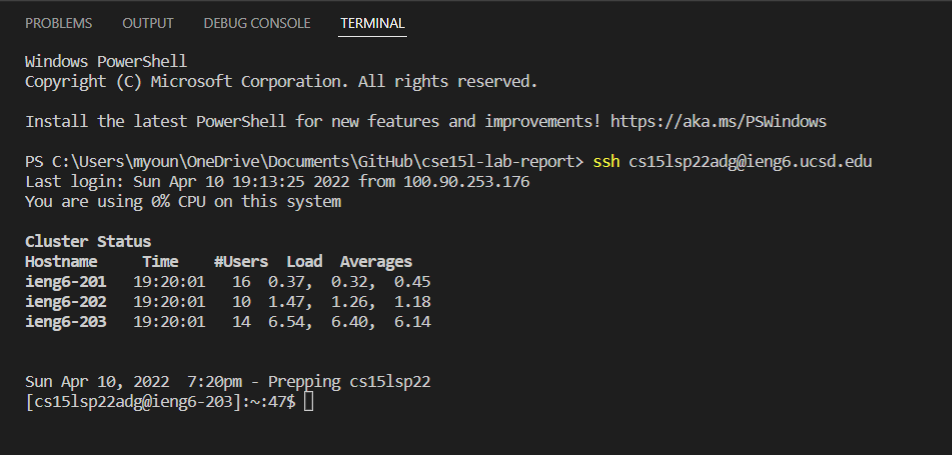 PROBLEMS OUTPUT DEBUG CONSOLE TERMINAL
Windows PowerShell
Copyright (C) Microsoft Corporation. All rights reserved.
Install the latest PowerShell for new features and improvements! https://aka.ms/PSWindows
PS C:\Users\myoun\OneDrive\Documents\GitHub\cse15l-lab-report> ssh cs15lsp22adg@ieng6.ucsd.edu
Last login: Sun Apr 10 19:13:25 2022 from 100.90.253.176
You are using 0% CPU on this system
Cluster Status
Hostname Time #Users Load Averages
ieng6-201 19:20:01 16 0.37, 0.32, 0.45
ieng6-202 19:20:01 10 1.47, 1.26, 1.18
ieng6-203 19:20:01 14 6.54, 6.40, 6.14
Sun Apr 10, 2022 7:20pm - Prepping cs15lsp22
[cs15lsp22adg@ieng6-203]:~:47$